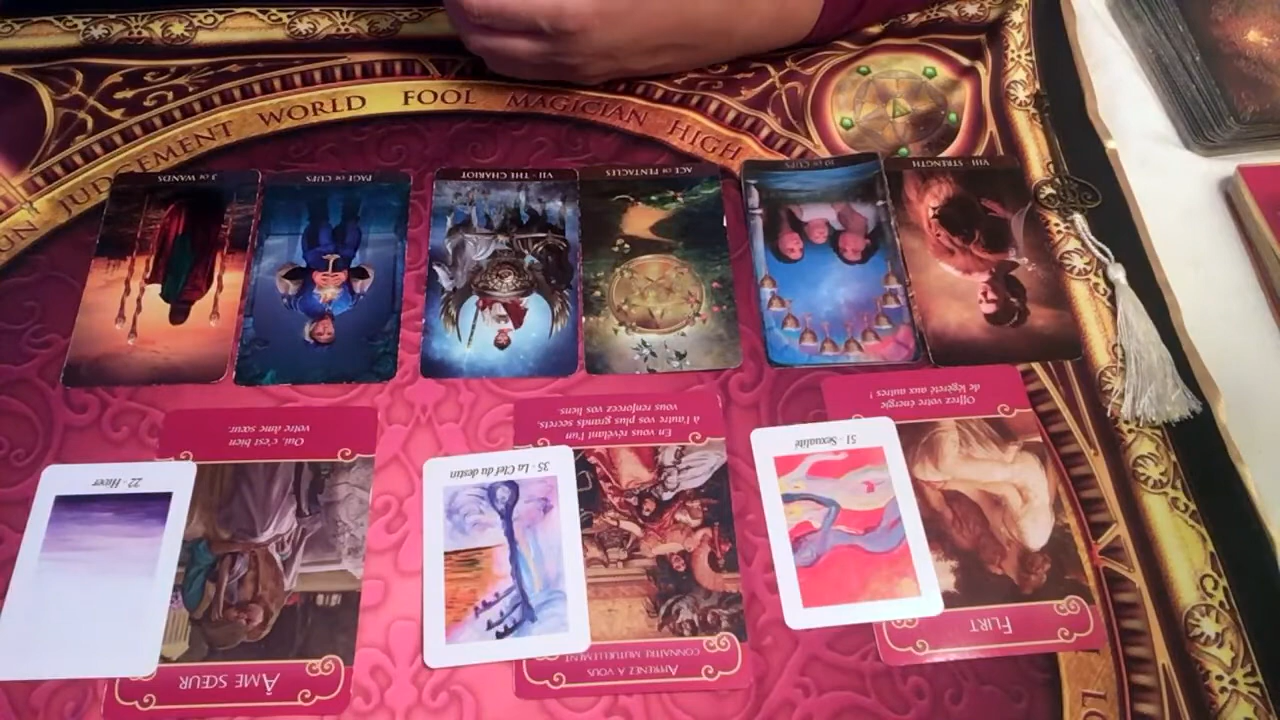 SUN JUDGEMENT WORLD FOOL MAGICIAN HIGH
3 OF WANDS
PAGE OF CUPS
VII - THE CHARIOT
ACE OF PENTACLES
10 OF CUPS
VIII STRENGTH
Oui, c'est bien
votre âme sœur.
22 - Hiver
ÂME SŒUR
En vous révélant l'un
à l'autre vos plus grands secrets,
vous renforcez vos liens.
35 - La Clef du destin
APPRENEZ À VOUS
CONNAÎTRE MUTUELLEMENT
Offrez votre énergie
de légèreté aux autres !
51 - Sexualité
FLIRT